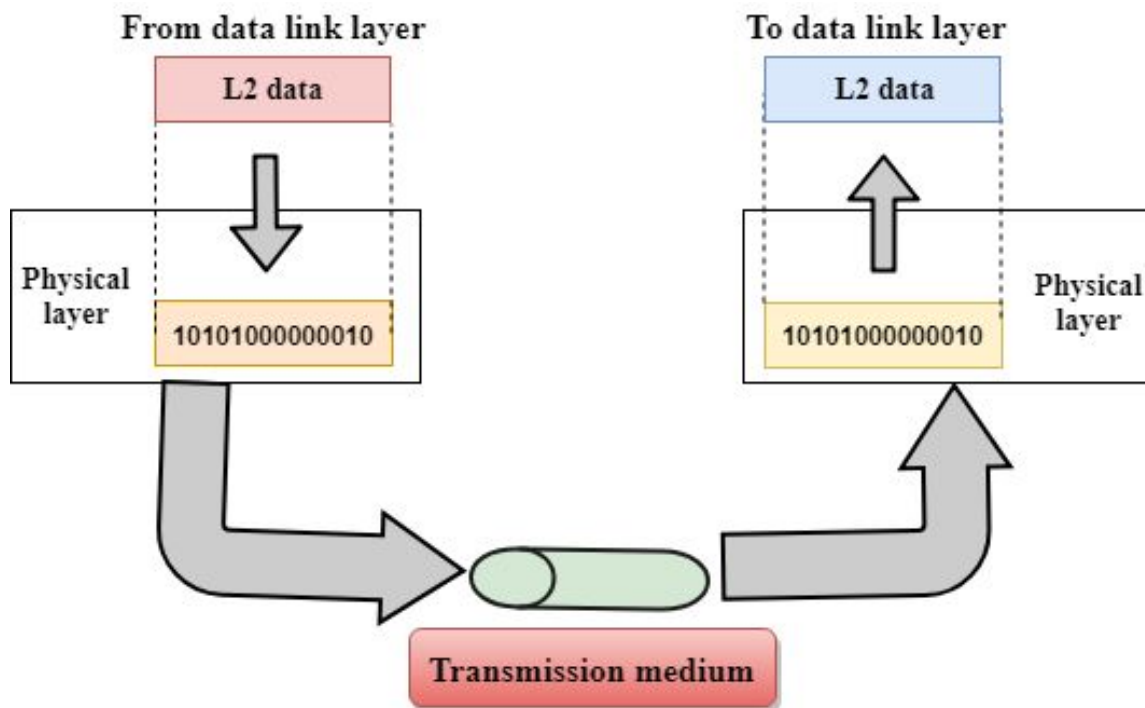 From data link layer
L2 data
Physical
layer
10101000000010
To data link layer
L2 data
10101000000010
Physical
layer
Transmission medium